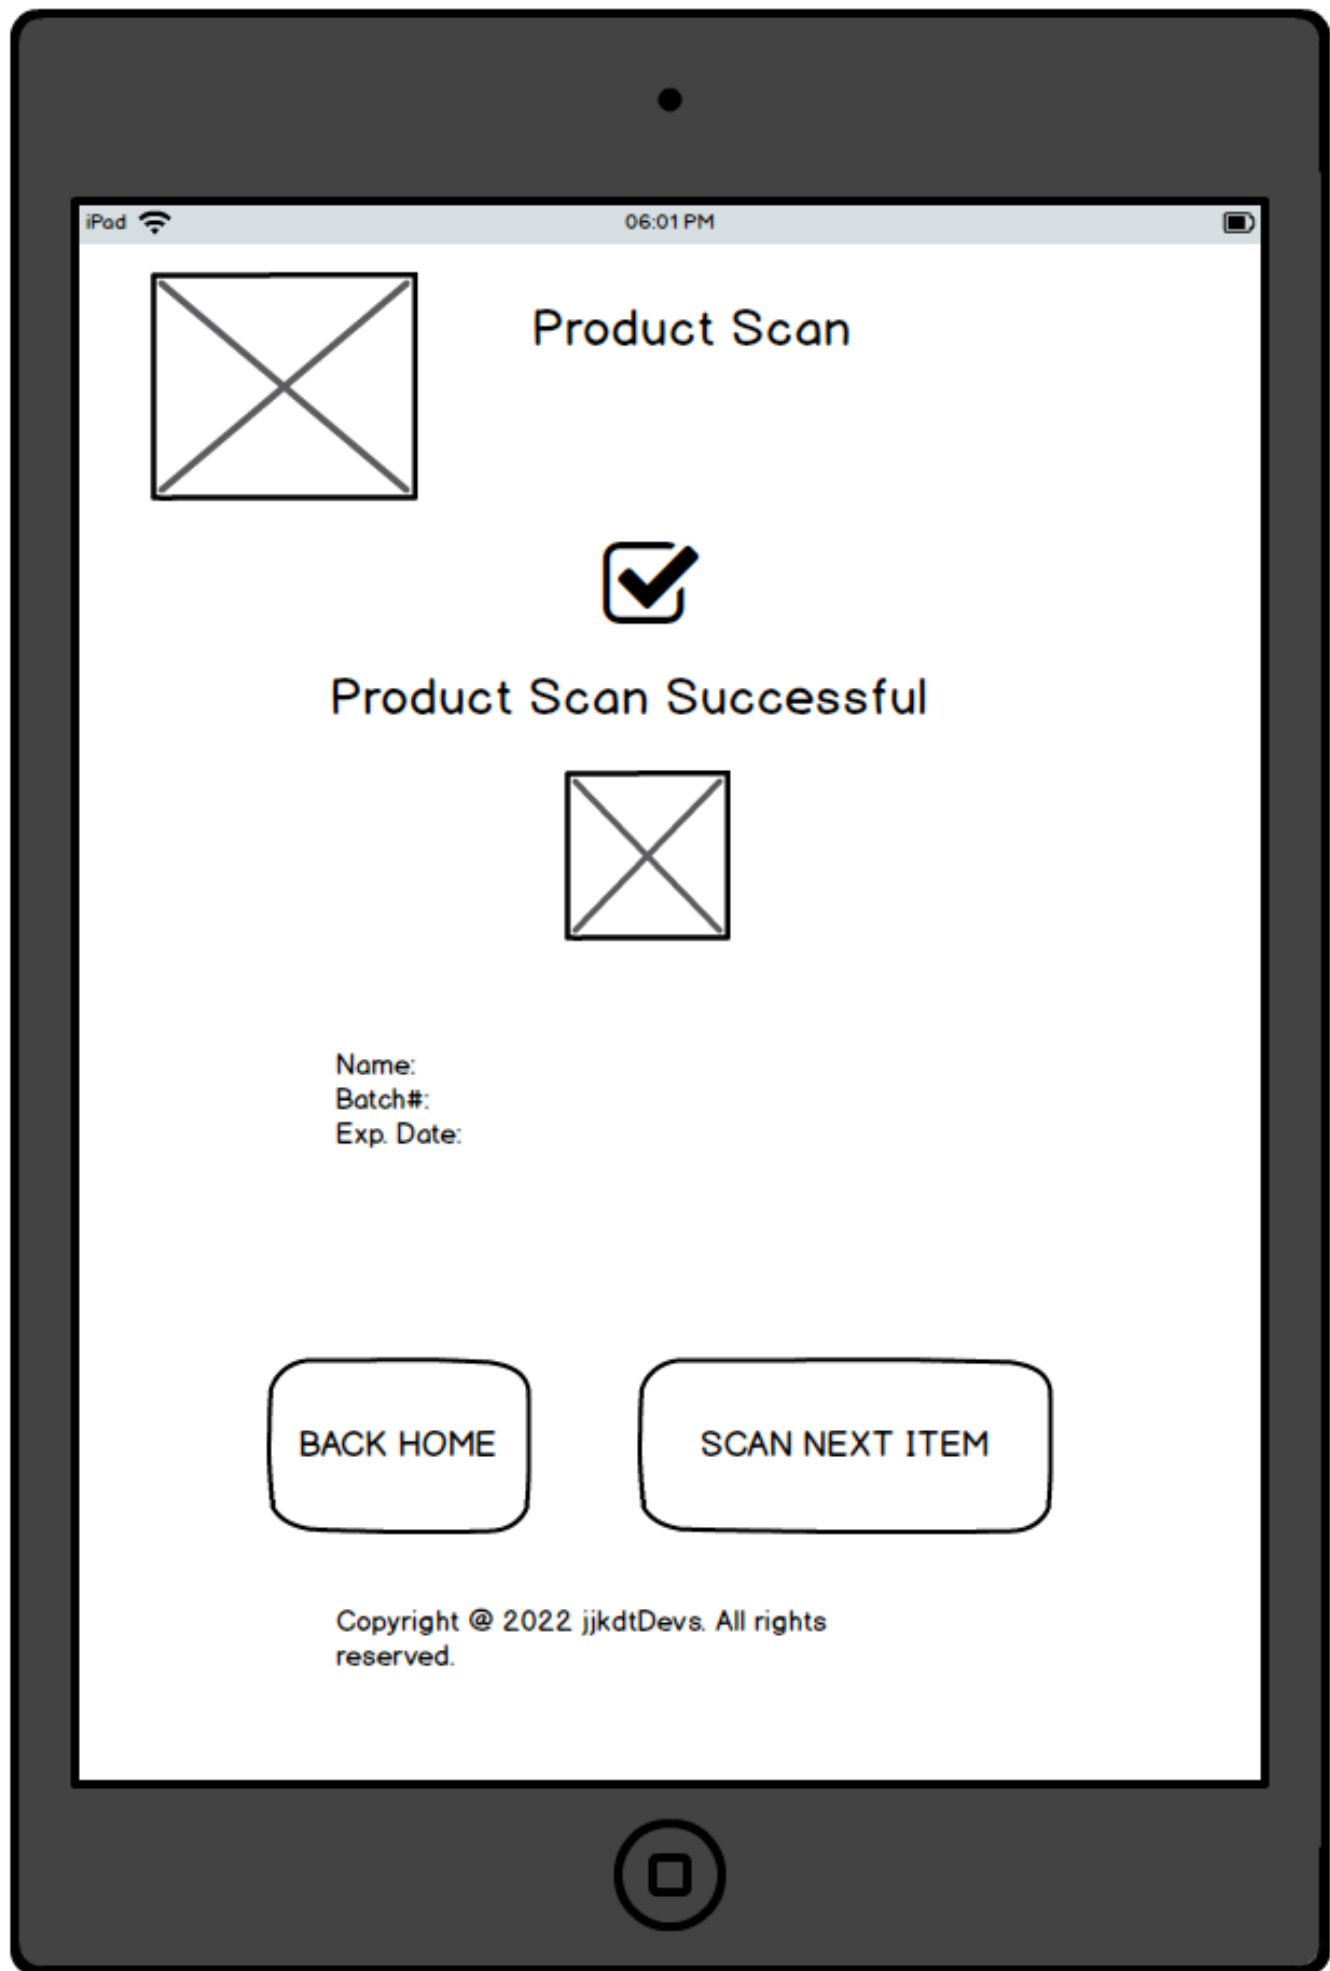 iPad 06:01 PM
Product Scan
Product Scan Successful
Name:
Batch#:
Exp. Date:
BACK HOME SCAN NEXT ITEM
Copyright @ 2022 jjkdtDevs. All rights
reserved.